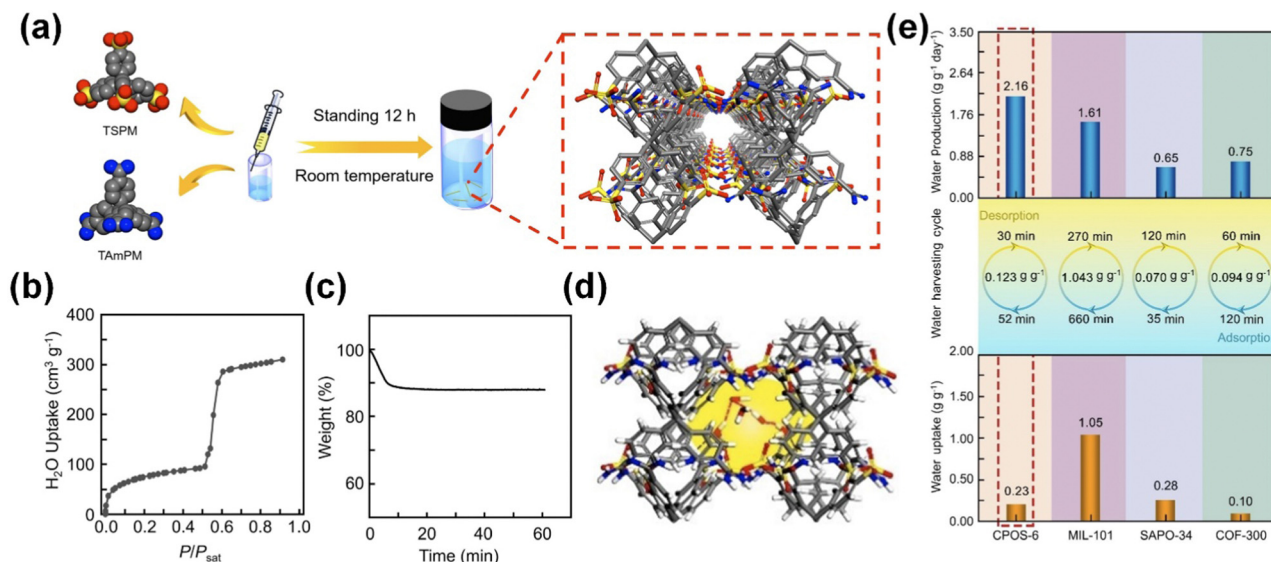 (a)
TSPM
TAmPM
Standing 12 h
Room temperature
(b)
H₂O Uptake (cm³ g⁻¹)
400
300
200
100
0
0.0 0.2 0.4 0.6 0.8 1.0
P/Psat
(c)
Weight (%)
100
90
80
70
60
0 20 40 60
Time (min)
(d)
(e)
Water Production (g g⁻¹ day⁻¹)
3.50
2.64
1.76
0.88
0.00
2.16
1.61
0.65
0.75
Water harvesting cycle
Desorption
30 min 270 min 120 min 60 min
0.123 g g⁻¹ 1.043 g g⁻¹ 0.070 g g⁻¹ 0.094 g g⁻¹
52 min 660 min 35 min 120 min
Adsorption
Water uptake (g g⁻¹)
2.00
1.50
1.00
0.50
0.00
0.23
1.05
0.28
0.10
CPOS-6 MIL-101 SAPO-34 COF-300